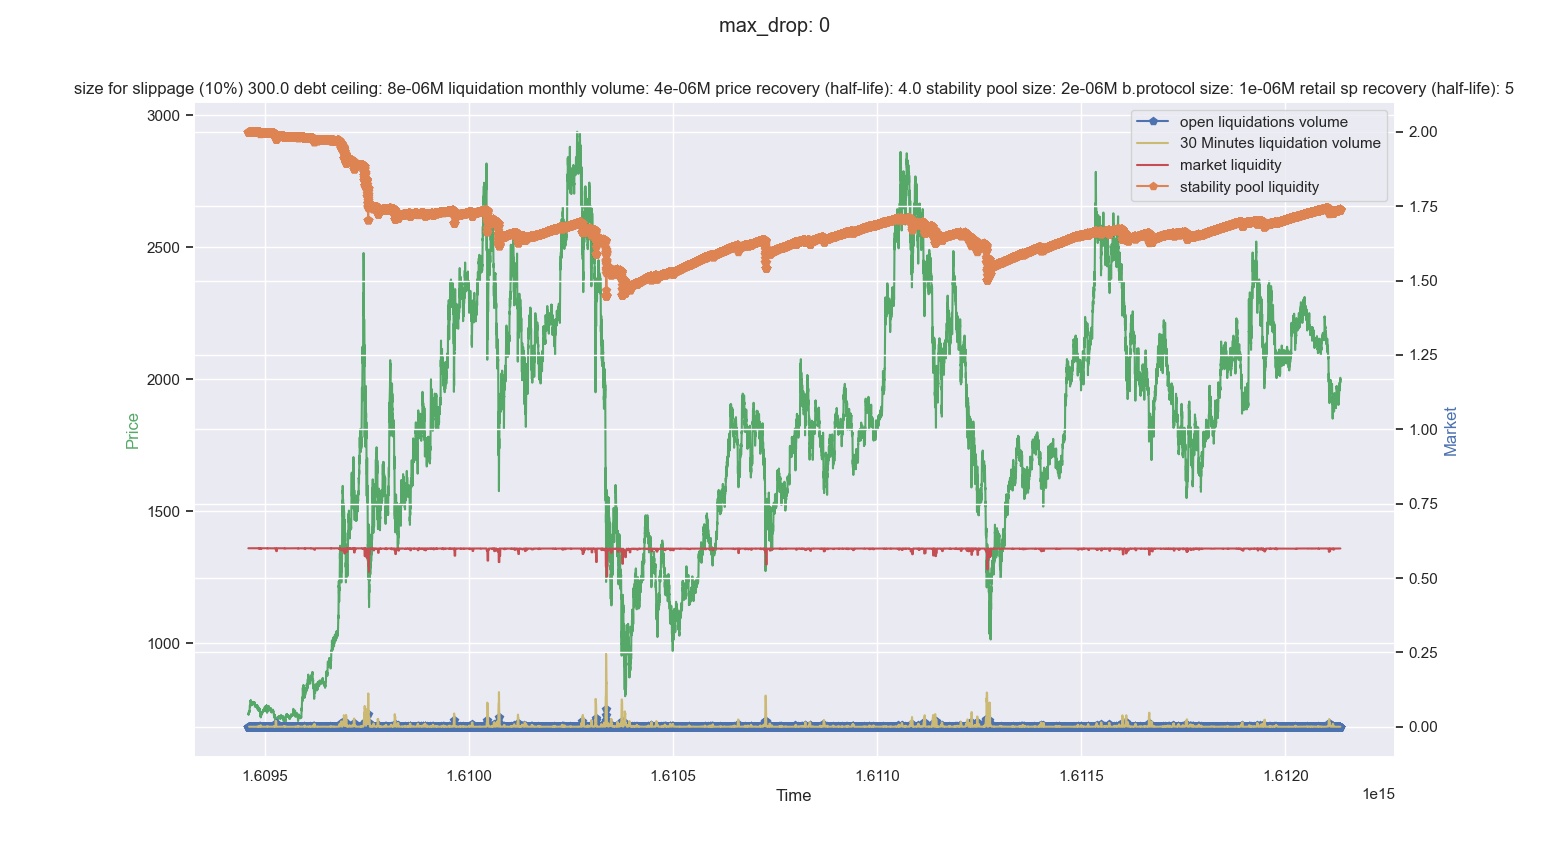 max_drop: 0
size for slippage (10%) 300.0 debt ceiling: 8e-06M liquidation monthly volume: 4e-06M price recovery (half-life): 4.0 stability pool size: 2e-06M b.protocol size: 1e-06M retail sp recovery (half-life): 5
open liquidations volume
30 Minutes liquidation volume
market liquidity
stability pool liquidity
3000
2500
2000
1500
1000
Price
2.00
1.75
1.50
1.25
1.00
0.75
0.50
0.25
0.00
Market
1.6095 1.6100 1.6105 1.6110 1.6115 1.6120
Time
1e15